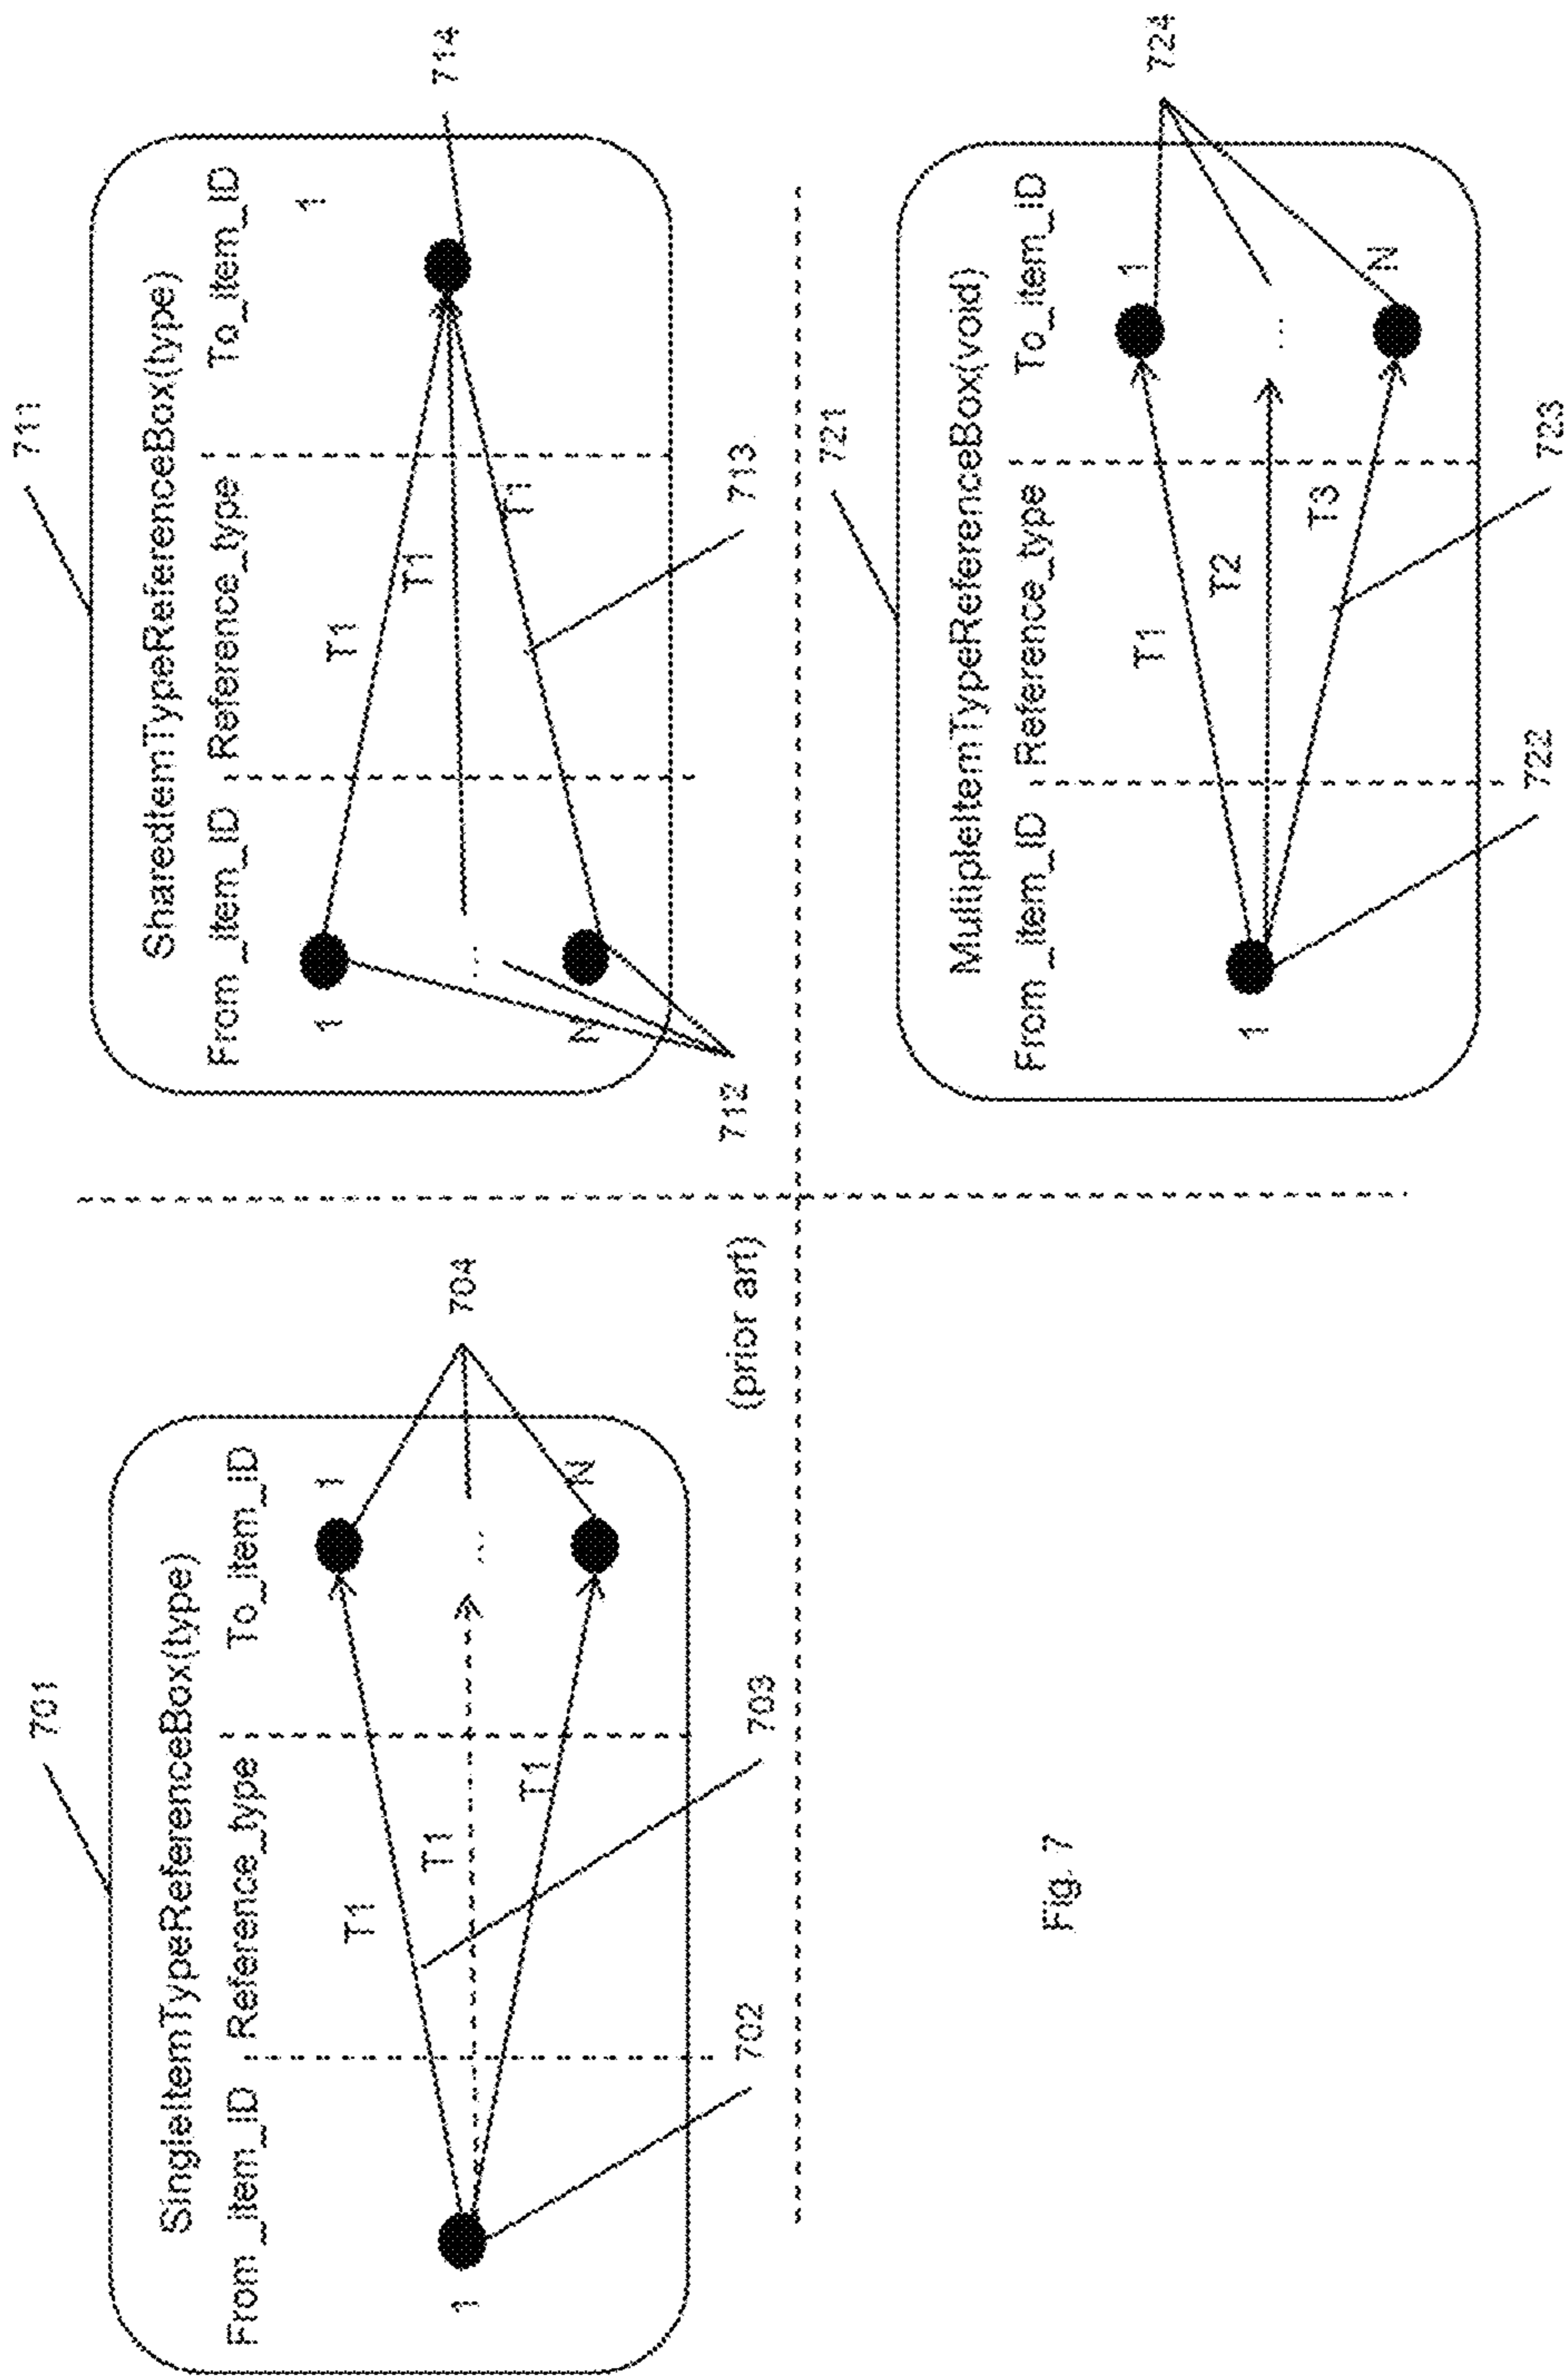 701
SingleItemTypeReferenceBox(type)
From_item_ID Reference_type To_item_ID
1
T1
T1
T1
1
...
N
702
703
704
(prior art)
711
SharedItemTypeReferenceBox(type)
From_item_ID Reference_type To_item_ID
1
...
N
T1
T1
T1
1
712
713
714
721
MultipleItemTypeReferenceBox(void)
From_item_ID Reference_type To_item_ID
1
T1
T2
T3
1
...
N
722
723
724
Fig. 7